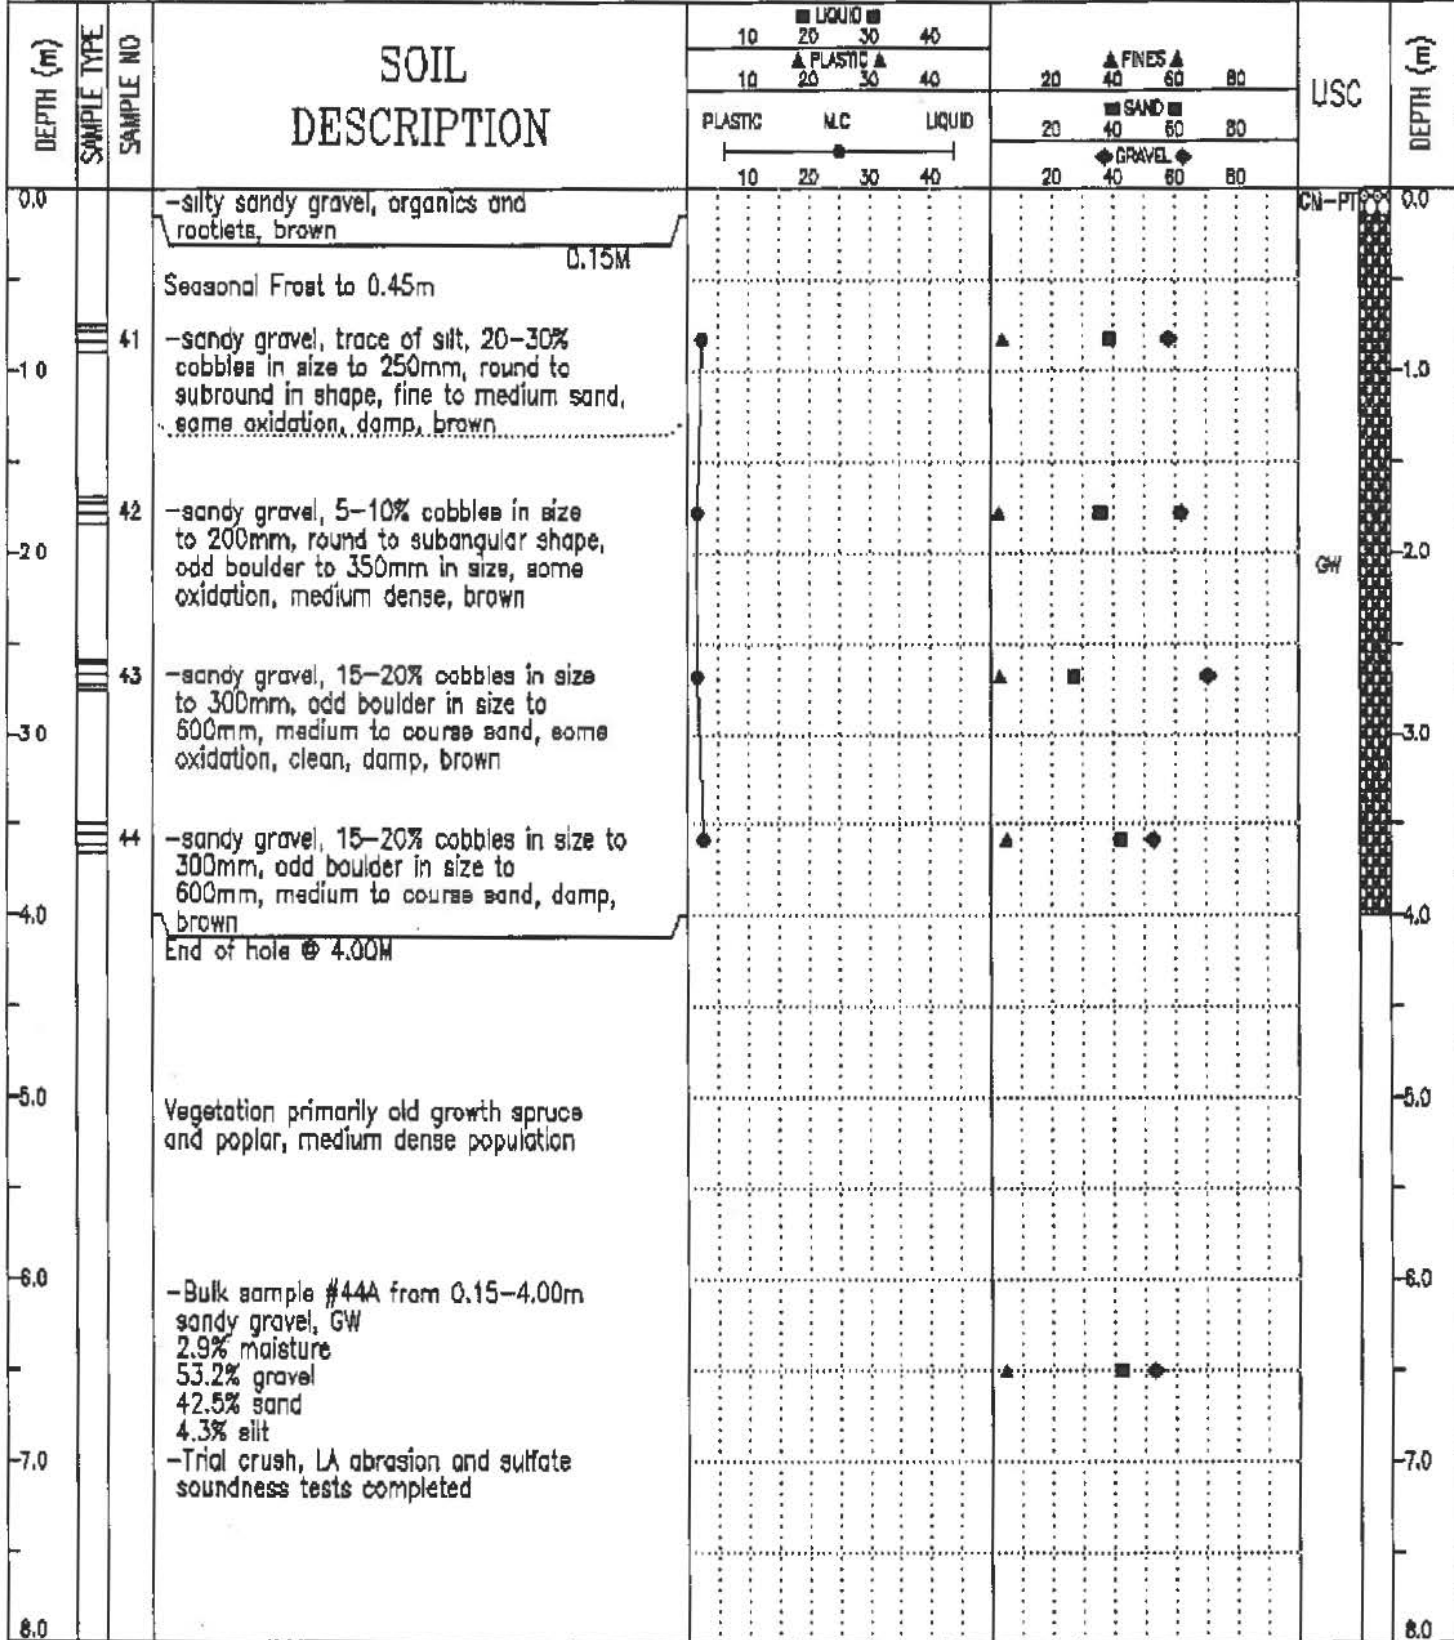 DEPTH (m)
SAMPLE TYPE
SAMPLE NO
SOIL
DESCRIPTION
■ LIQUID ■
10 20 30 40
▲ PLASTIC ▲
10 20 30 40
PLASTIC M.C LIQUID
10 20 30 40
▲ FINES ▲
20 40 60 80
■ SAND ■
20 40 60 80
◆ GRAVEL ◆
20 40 60 80
USC
DEPTH (m)
0.0
-silty sandy gravel, organics and
rootlets, brown
0.15M
GM-PT
0.0
Seasonal Frost to 0.45m
41
-sandy gravel, trace of silt, 20-30%
cobbles in size to 250mm, round to
subround in shape, fine to medium sand,
some oxidation, damp, brown
1.0
1.0
42
-sandy gravel, 5-10% cobbles in size
to 200mm, round to subangular shape,
odd boulder to 350mm in size, some
oxidation, medium dense, brown
2.0
GW
2.0
43
-sandy gravel, 15-20% cobbles in size
to 300mm, odd boulder in size to
600mm, medium to course sand, some
oxidation, clean, damp, brown
3.0
3.0
44
-sandy gravel, 15-20% cobbles in size to
300mm, odd boulder in size to
600mm, medium to course sand, damp,
brown
4.0
4.0
End of hole @ 4.00M
5.0
5.0
Vegetation primarily old growth spruce
and poplar, medium dense population
6.0
6.0
-Bulk sample #44A from 0.15-4.00m
sandy gravel, GW
2.9% moisture
53.2% gravel
42.5% sand
4.3% silt
-Trial crush, LA abrasion and sulfate
soundness tests completed
7.0
7.0
8.0
8.0